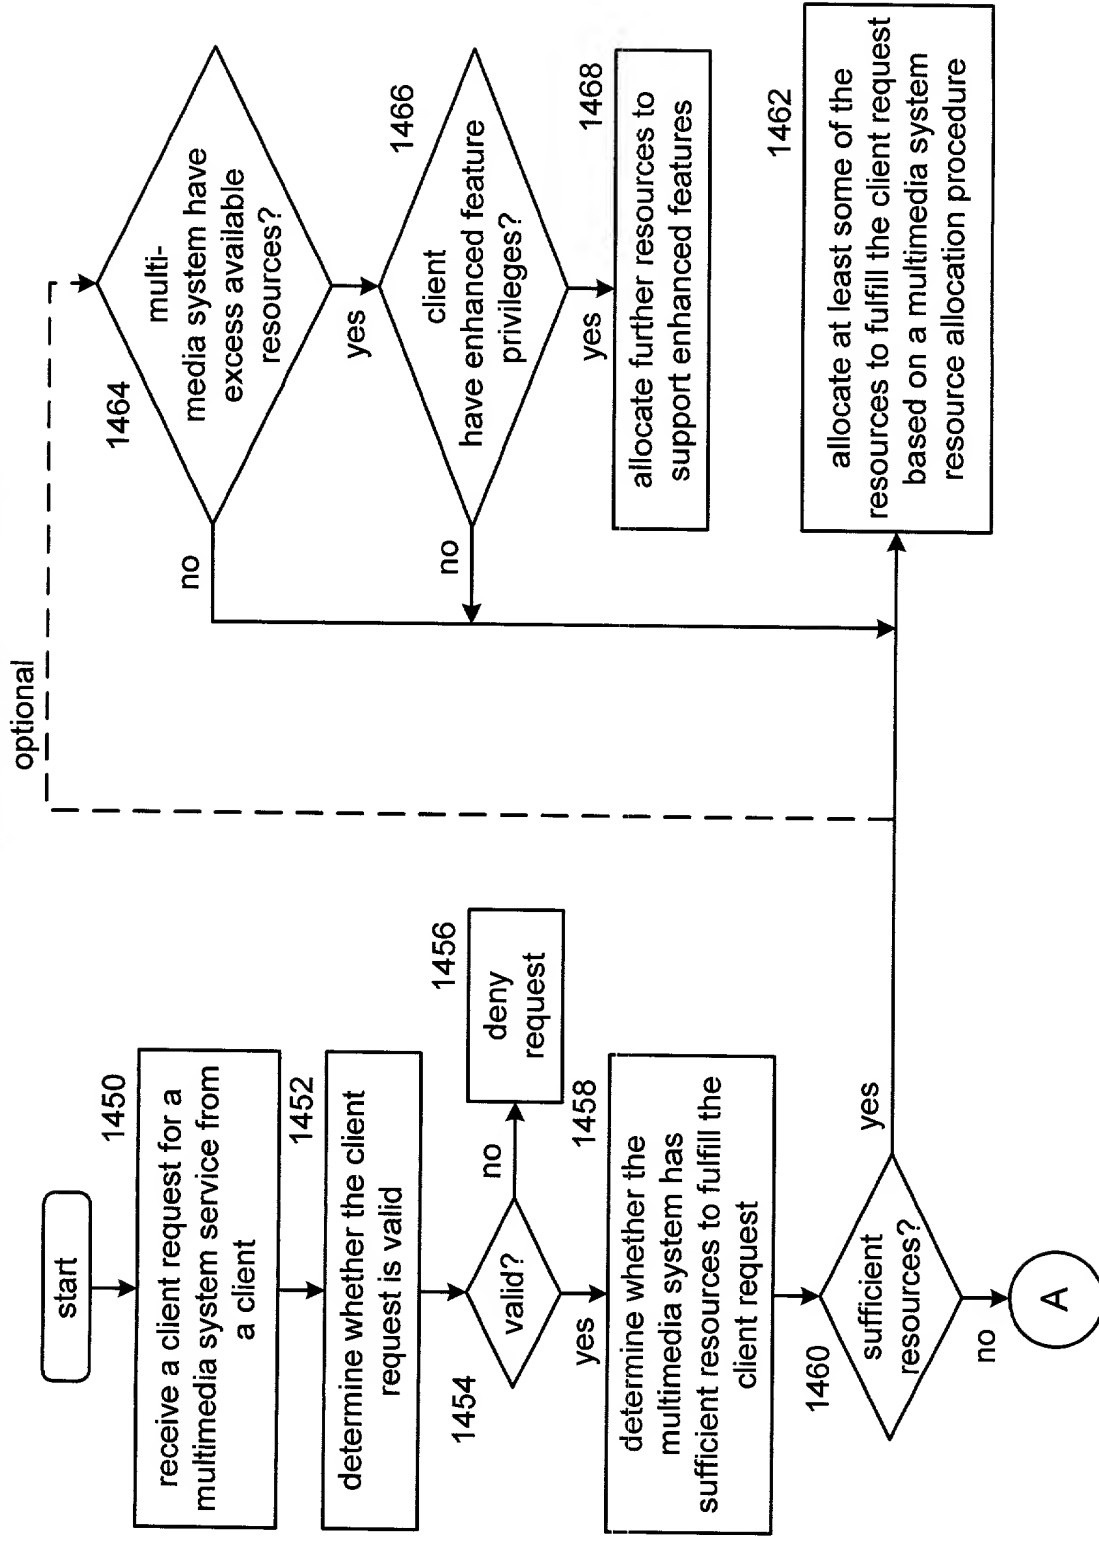 start
1450
receive a client request for a
multimedia system service from
a client
1452
determine whether the client
request is valid
1454
valid?
no
1456
deny
request
yes
1458
determine whether the
multimedia system has
sufficient resources to fulfill the
client request
1460
sufficient
resources?
no
A
yes
optional
1464
multi-
media system have
excess available
resources?
no
yes
1466
client
have enhanced feature
privileges?
no
yes
1468
allocate further resources to
support enhanced features
1462
allocate at least some of the
resources to fulfill the client request
based on a multimedia system
resource allocation procedure